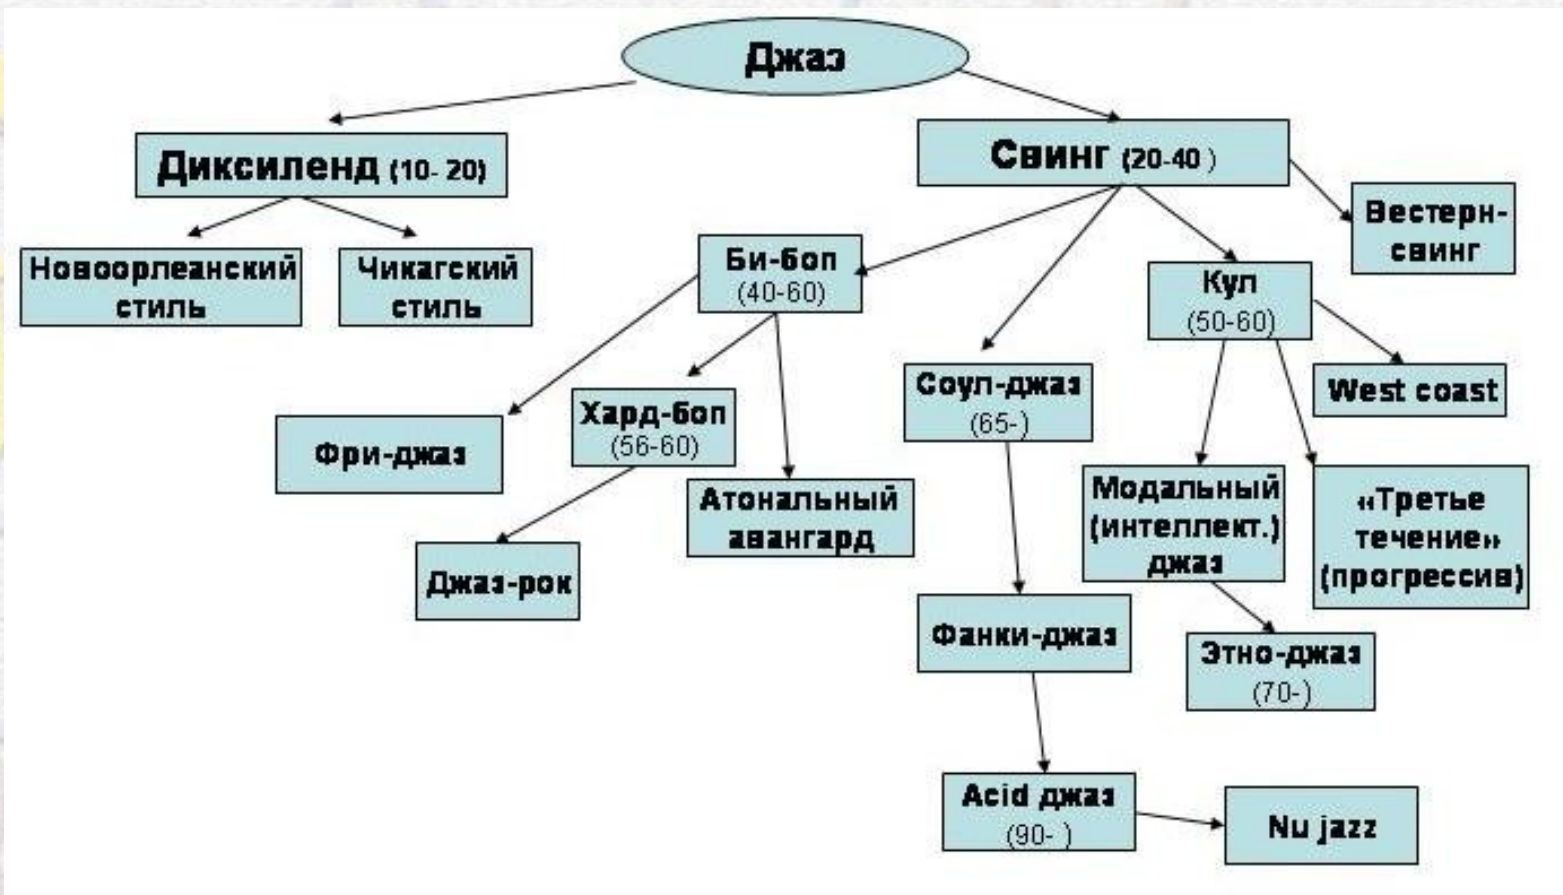 Джаз
Диксиленд (10- 20)
Свинг (20-40 )
Вестерн-
свинг
Новоорлеанский
стиль
Чикагский
стиль
Би-боп
(40-60)
Кул
(50-60)
Соул-джаз
(65-)
West coast
Хард-боп
(56-60)
Фри-джаз
Атональный
авангард
Модальный
(интеллект.)
джаз
«Третье
течение»
(прогрессив)
Джаз-рок
Фанки-джаз
Этно-джаз
(70-)
Acid джаз
(90- )
Nu jazz